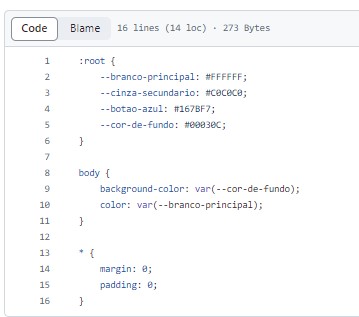 Code Blame 16 lines (14 loc) · 273 Bytes
1 :root {
2 --branco-principal: #FFFFFF;
3 --cinza-secundario: #C0C0C0;
4 --botao-azul: #167BF7;
5 --cor-de-fundo: #00030C;
6 }
7
8 body {
9 background-color: var(--cor-de-fundo);
10 color: var(--branco-principal);
11 }
12
13 * {
14 margin: 0;
15 padding: 0;
16 }